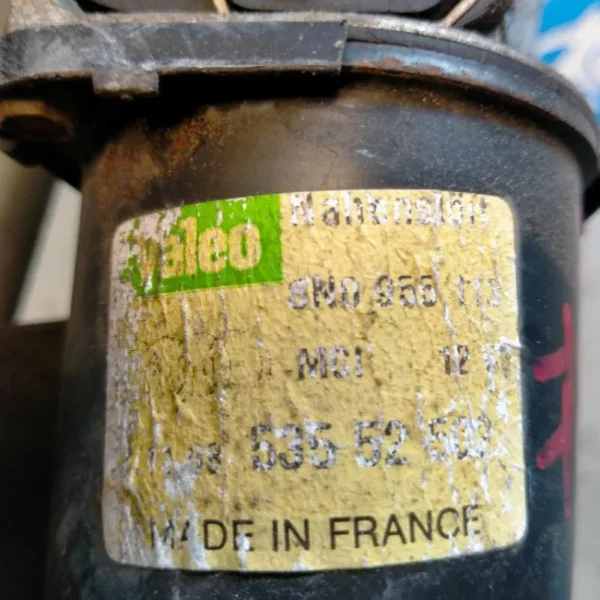 valeo
8N0 955 113
MCI 12
535 52 502
MADE IN FRANCE